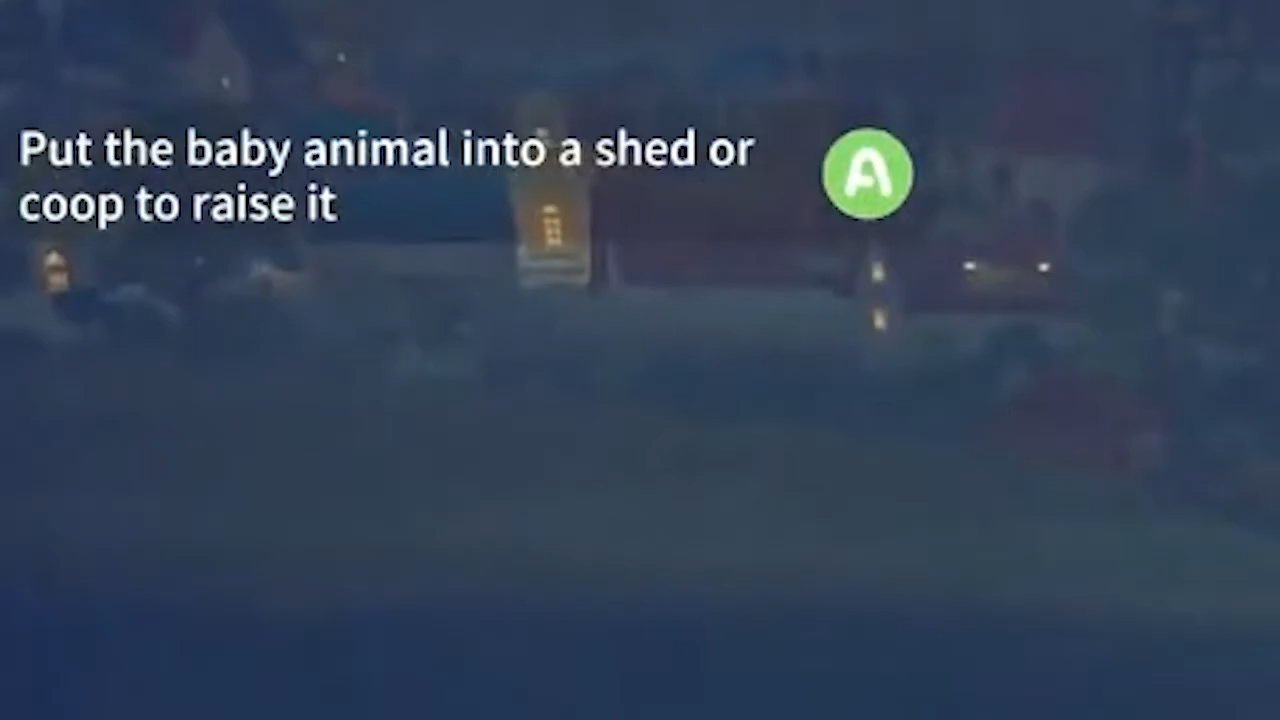 Put the baby animal into a shed or
coop to raise it
A